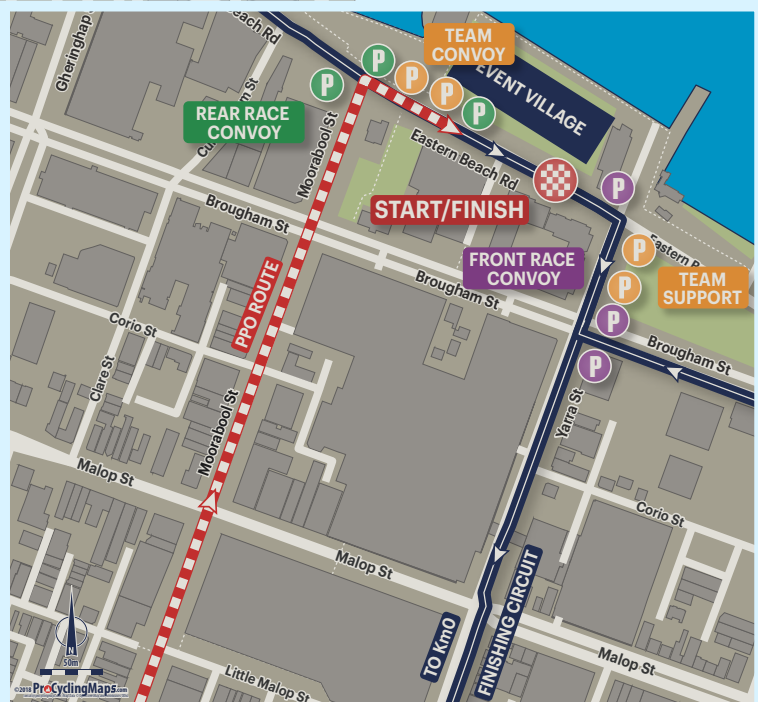 Beach Rd
Gheringhap
TEAM
CONVOY
P
P
P
P
P
EVENT VILLAGE
REAR RACE
CONVOY
Moorabool St
Eastern Beach Rd
START/FINISH
P
Brougham St
FRONT RACE
CONVOY
Eastern
P
TEAM
SUPPORT
P
Brougham St
P
Brougham St
P
PPO ROUTE
Corio St
Clare St
Moorabool St
Yarra St
Malop St
Corio St
Malop St
FINISHING CIRCUIT
TO Km0
Malop St
Little Malop St
N
50m
©2018 ProCyclingMaps.com